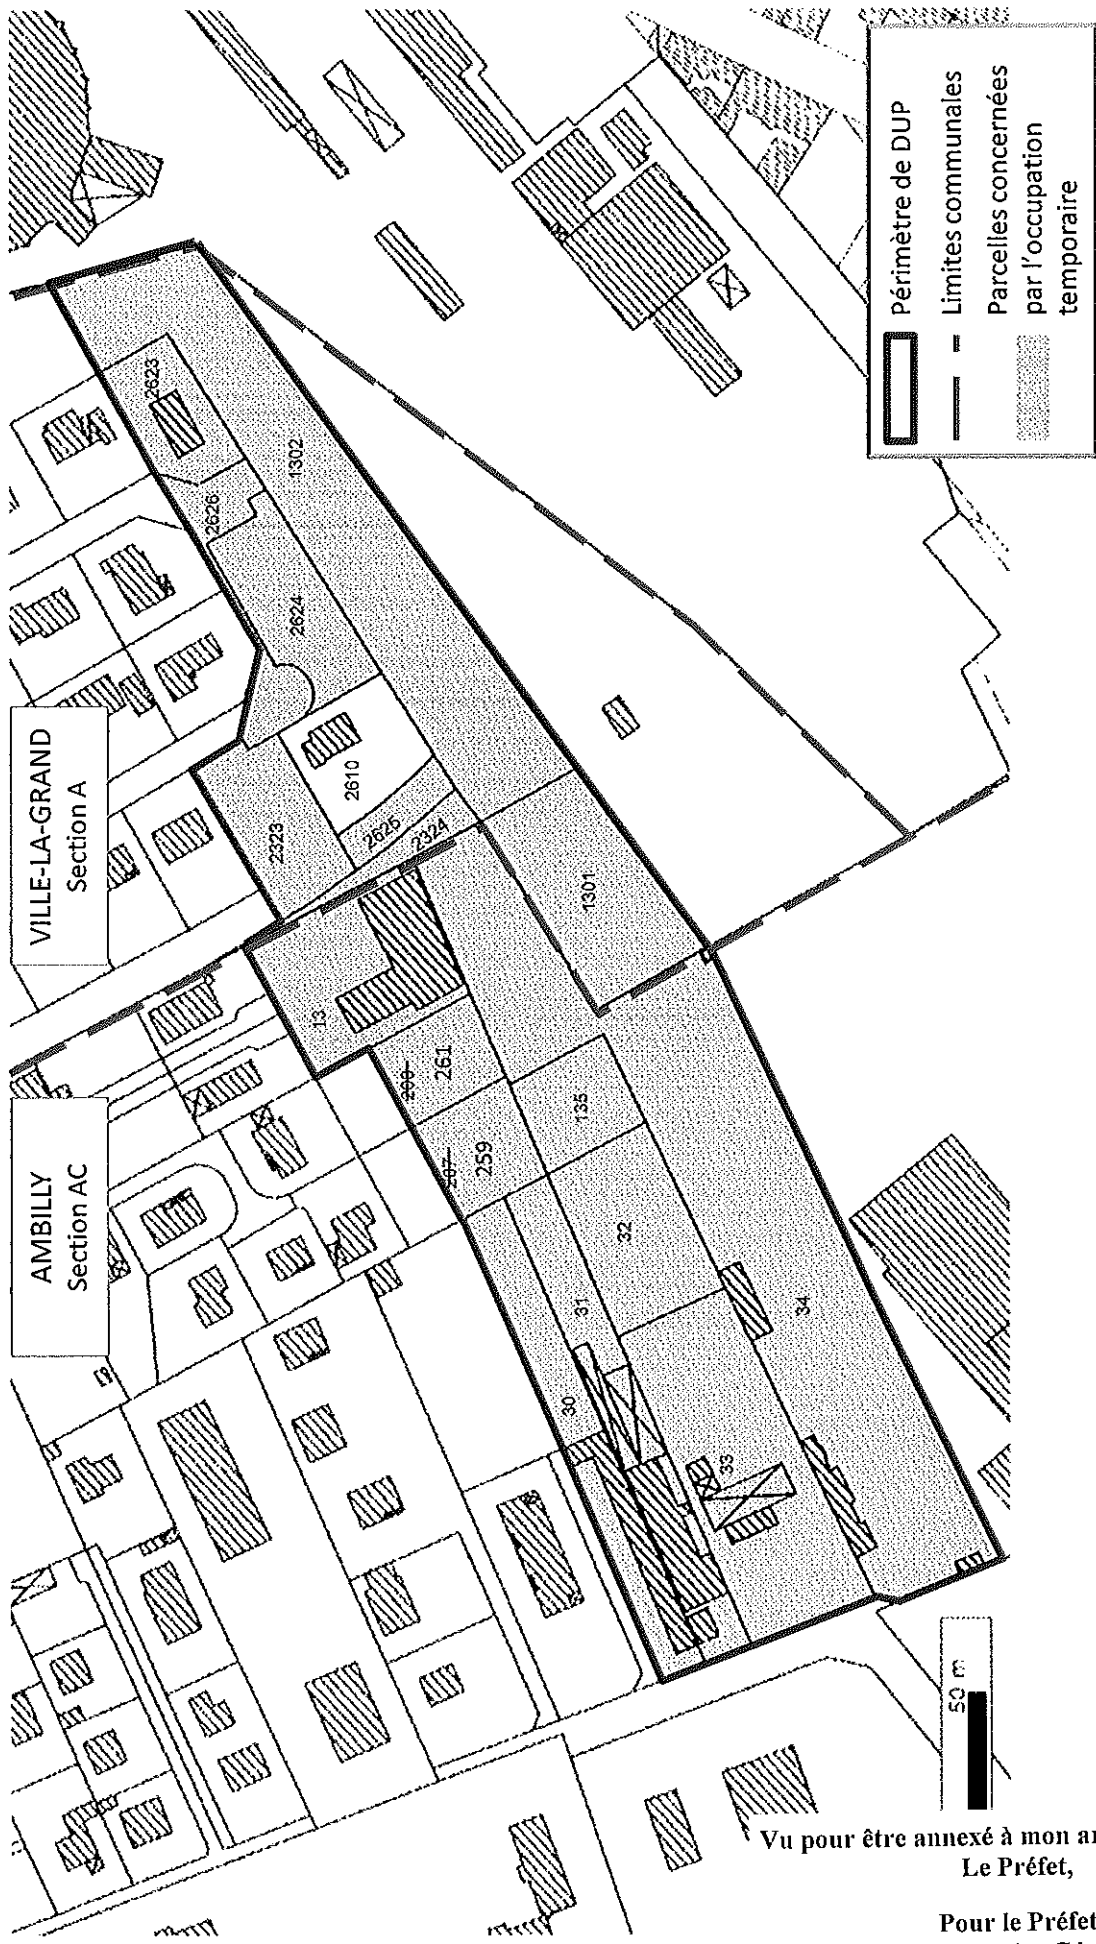 VILLE-LA-GRAND
Section A
AMBILLY
Section AC
2623
1302
2626
2624
2610
2323
2625
2324
1301
13
261
135
259
32
31
34
30
33
Périmètre de DUP
Limites communales
Parcelles concernées
par l'occupation
temporaire
50 m
Vu pour être annexé à mon
Le Préfet,
Pour le Préfet